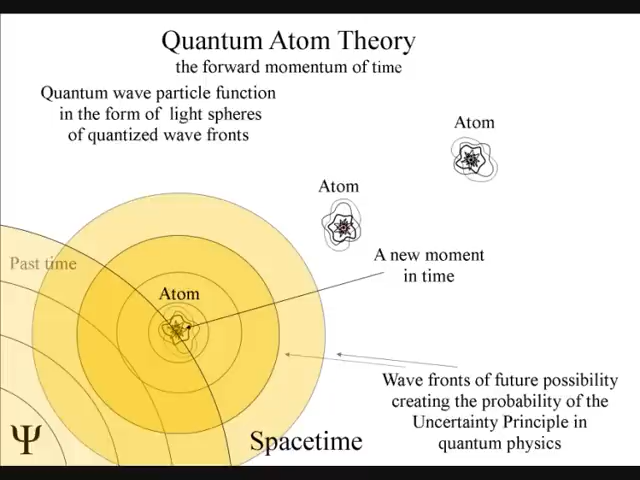 Quantum Atom Theory
the forward momentum of time
Quantum wave particle function
in the form of light spheres
of quantized wave fronts
Atom
Atom
A new moment
in time
Past time
Atom
Wave fronts of future possibility
creating the probability of the
Uncertainty Principle in
quantum physics
Ψ
Spacetime